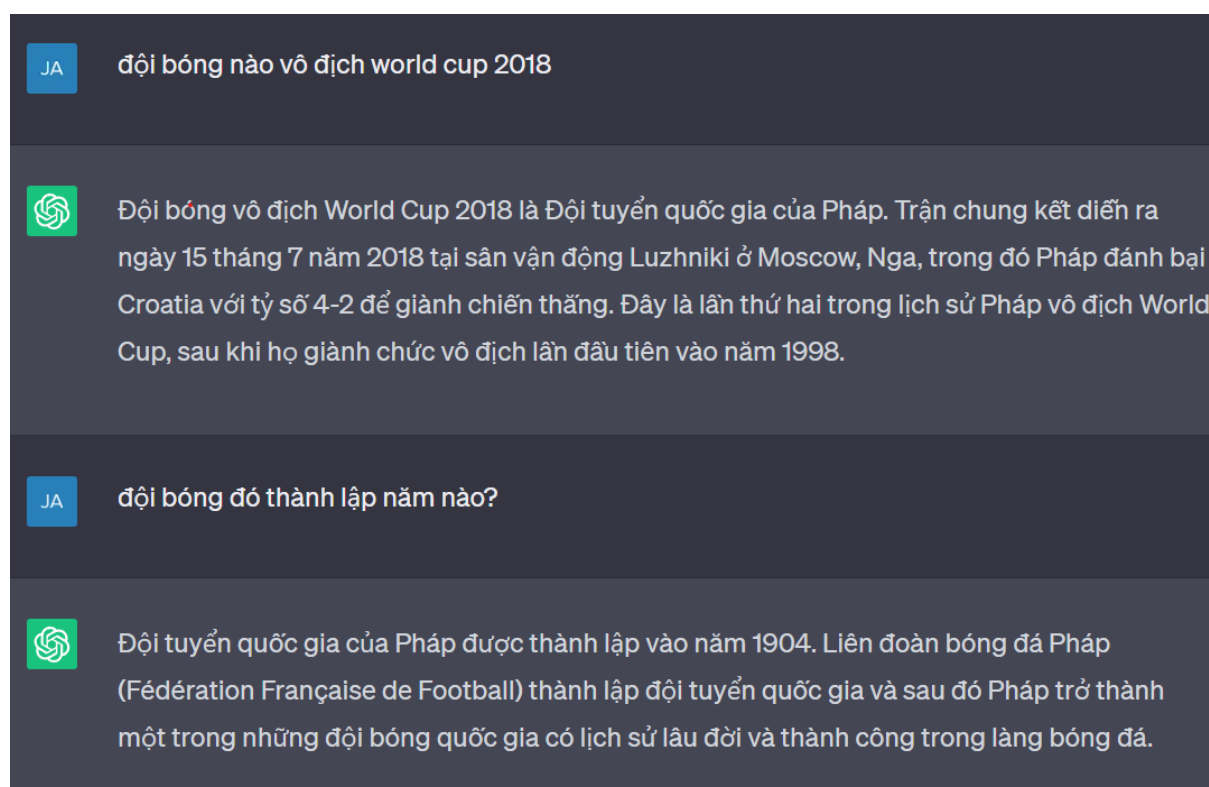 JA
đội bóng nào vô địch world cup 2018
Đội bóng vô địch World Cup 2018 là Đội tuyển quốc gia của Pháp. Trận chung kết diễn ra
ngày 15 tháng 7 năm 2018 tại sân vận động Luzhniki ở Moscow, Nga, trong đó Pháp đánh bại
Croatia với tỷ số 4-2 để giành chiến thắng. Đây là lần thứ hai trong lịch sử Pháp vô địch World
Cup, sau khi họ giành chức vô địch lần đầu tiên vào năm 1998.
JA
đội bóng đó thành lập năm nào?
Đội tuyển quốc gia của Pháp được thành lập vào năm 1904. Liên đoàn bóng đá Pháp
(Fédération Française de Football) thành lập đội tuyển quốc gia và sau đó Pháp trở thành
một trong những đội bóng quốc gia có lịch sử lâu đời và thành công trong làng bóng đá.